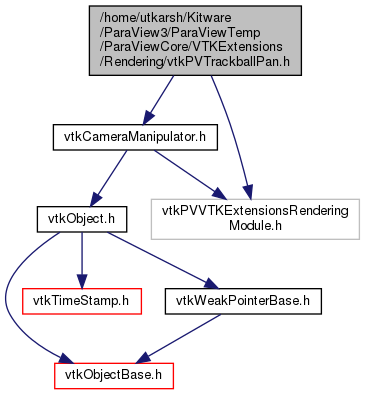 /home/utkarsh/Kitware
/ParaView3/ParaViewTemp
/ParaViewCore/VTKExtensions
/Rendering/vtkPVTrackballPan.h
vtkCameraManipulator.h
vtkObject.h
vtkPVVTKExtensionsRendering
Module.h
vtkTimeStamp.h
vtkWeakPointerBase.h
vtkObjectBase.h